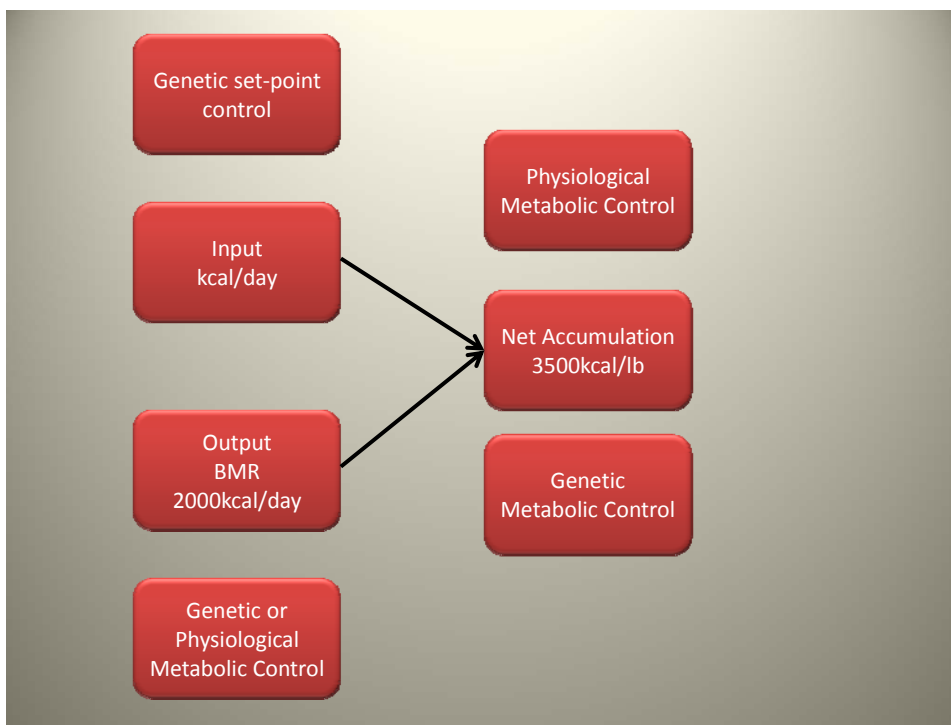 Genetic set-point
control
Input
kcal/day
Output
BMR
2000kcal/day
Genetic or
Physiological
Metabolic Control
Physiological
Metabolic Control
Net Accumulation
3500kcal/lb
Genetic
Metabolic Control